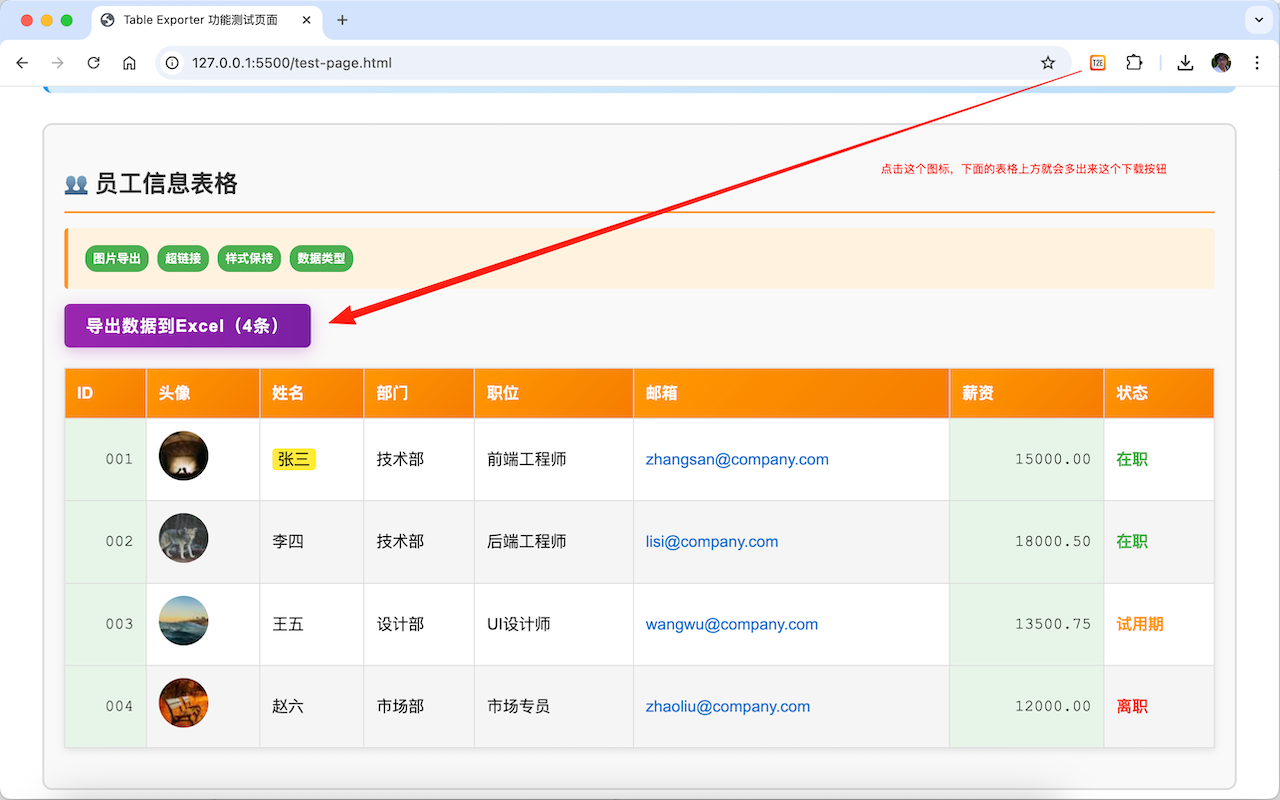 Table Exporter 功能测试页面
127.0.0.1:5500/test-page.html
T2E
点击这个图标，下面的表格上方就会多出来这个下载按钮
员工信息表格
图片导出 超链接 样式保持 数据类型
导出数据到Excel（4条）
ID 头像 姓名 部门 职位 邮箱 薪资 状态
001 张三 技术部 前端工程师 zhangsan@company.com 15000.00 在职
002 李四 技术部 后端工程师 lisi@company.com 18000.50 在职
003 王五 设计部 UI设计师 wangwu@company.com 13500.75 试用期
004 赵六 市场部 市场专员 zhaoliu@company.com 12000.00 离职